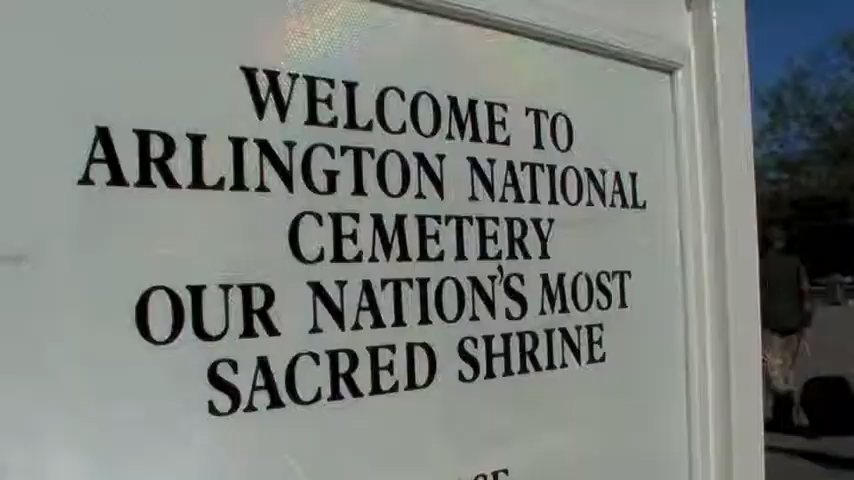 WELCOME TO
ARLINGTON NATIONAL
CEMETERY
OUR NATION'S MOST
SACRED SHRINE